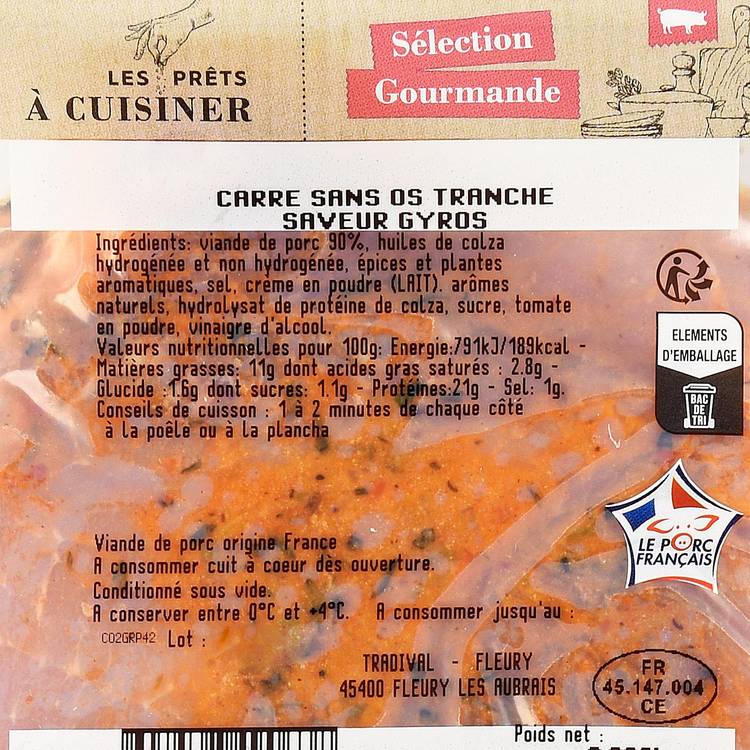 LES PRÊTS
À CUISINER
Sélection
Gourmande
CARRE SANS OS TRANCHE
SAVEUR GYROS
Ingrédients: viande de porc 90%, huiles de colza
hydrogénée et non hydrogénée, épices et plantes
aromatiques, sel, crème en poudre (LAIT). arômes
naturels, hydrolysat de protéine de colza, sucre, tomate
en poudre, vinaigre d'alcool.
Valeurs nutritionnelles pour 100g: Energie:791kJ/189kcal -
Matières grasses: 11g dont acides gras saturés : 2.8g -
Glucide :1.6g dont sucres: 1.1g - Protéines:21g - Sel: 1g.
Conseils de cuisson : 1 à 2 minutes de chaque côté
à la poêle ou à la plancha
ELEMENTS
D'EMBALLAGE
BAC
DE
TRI
LE PORC
FRANÇAIS
Viande de porc origine France
A consommer cuit à coeur dès ouverture.
Conditionné sous vide.
A conserver entre 0°C et +4°C. A consommer jusqu'au :
C02GRP42 Lot :
TRADIVAL - FLEURY
45400 FLEURY LES AUBRAIS
FR
45.147.004
CE
Poids net :